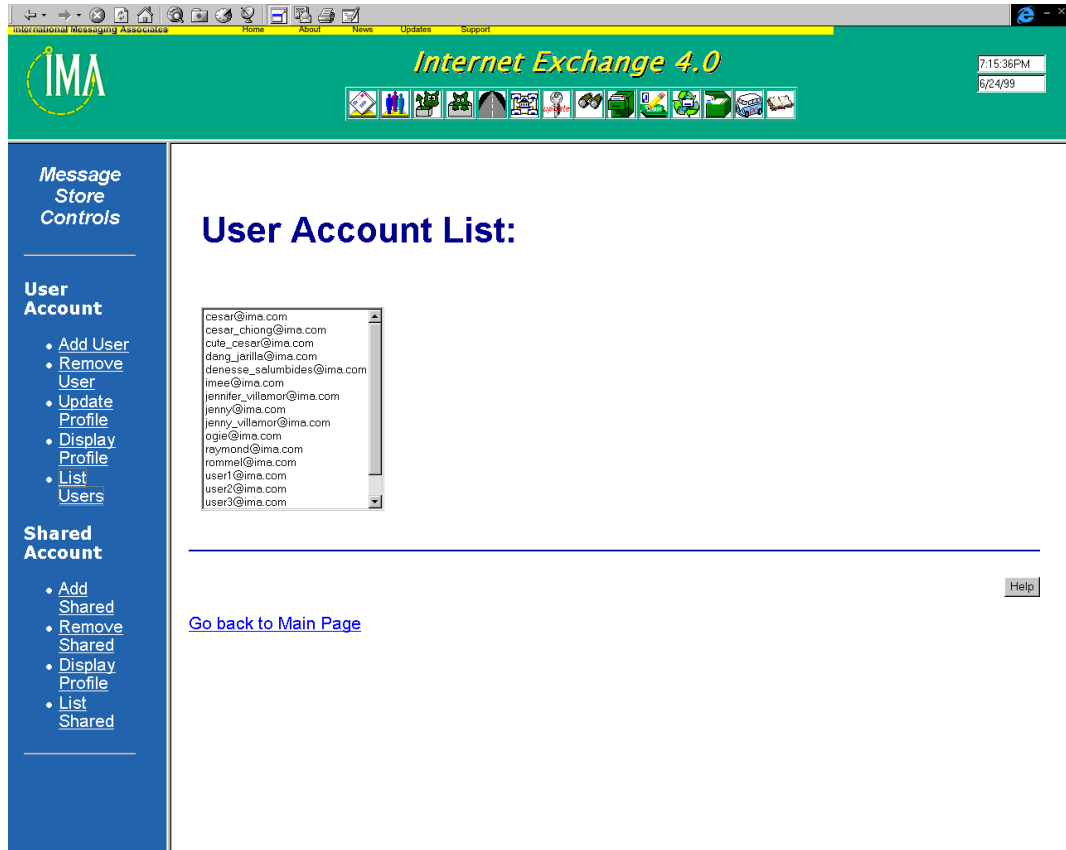 International Messaging Associates Home About News Updates Support
IMA
Internet Exchange 4.0
7:15:36PM
6/24/99
update
Message
Store
Controls
User
Account
Add User
Remove
User
Update
Profile
Display
Profile
List
Users
Shared
Account
Add
Shared
Remove
Shared
Display
Profile
List
Shared
User Account List:
cesar@ima.com
cesar_chiong@ima.com
cute_cesar@ima.com
dang_jarilla@ima.com
denesse_salumbides@ima.com
imee@ima.com
jennifer_villamor@ima.com
jenny@ima.com
jenny_villamor@ima.com
ogie@ima.com
raymond@ima.com
rommel@ima.com
user1@ima.com
user2@ima.com
user3@ima.com
Help
Go back to Main Page